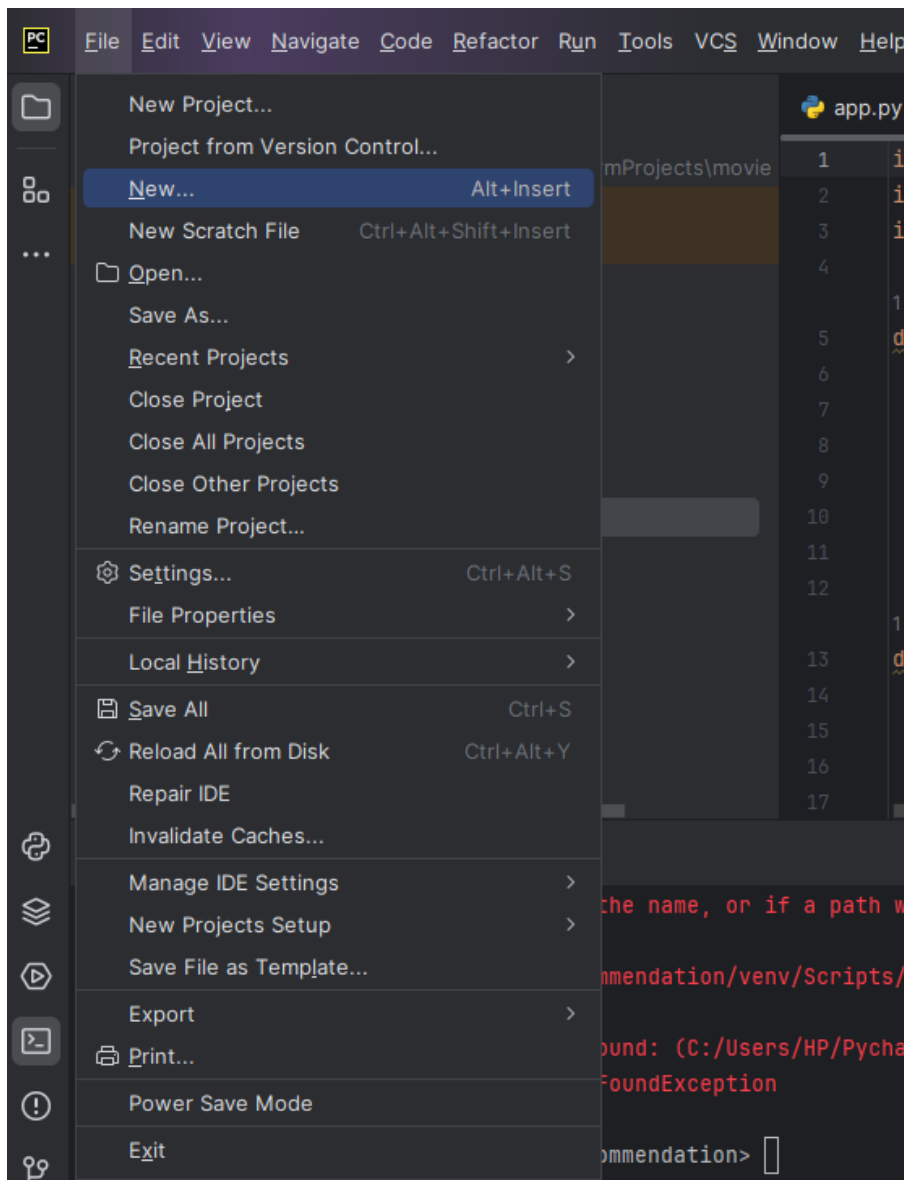 PC File Edit View Navigate Code Refactor Run Tools VCS Window Help
New Project...
app.py
Project from Version Control...
rmProjects\movie
1 i
New... Alt+Insert
2 i
New Scratch File Ctrl+Alt+Shift+Insert
3 i
4
Open...
1
Save As...
5 d
Recent Projects
6
Close Project
7
Close All Projects
8
Close Other Projects
9
10
Rename Project...
11
Settings... Ctrl+Alt+S
12
File Properties
1
Local History
13 d
14
Save All Ctrl+S
15
Reload All from Disk Ctrl+Alt+Y
16
Repair IDE
17
Invalidate Caches...
Manage IDE Settings
the name, or if a path w
New Projects Setup
Save File as Template...
mmendation/venv/Scripts/
Export
ound: (C:/Users/HP/Pycha
Print...
FoundException
Power Save Mode
Exit
ommendation>